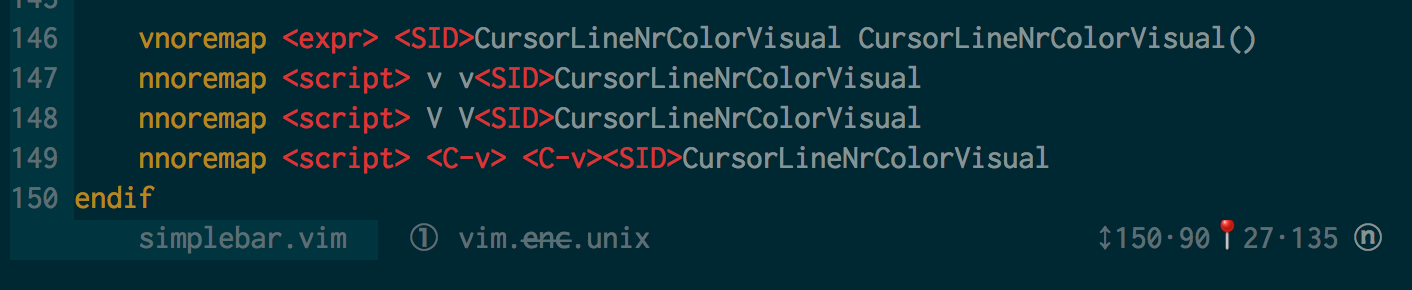 145
146 vnoremap <expr> <SID>CursorLineNrColorVisual CursorLineNrColorVisual()
147 nnoremap <script> v v<SID>CursorLineNrColorVisual
148 nnoremap <script> V V<SID>CursorLineNrColorVisual
149 nnoremap <script> <C-v> <C-v><SID>CursorLineNrColorVisual
150 endif
simplebar.vim ① vim.e̶n̶c̶.unix ↕150·90📍27·135 ⓝ